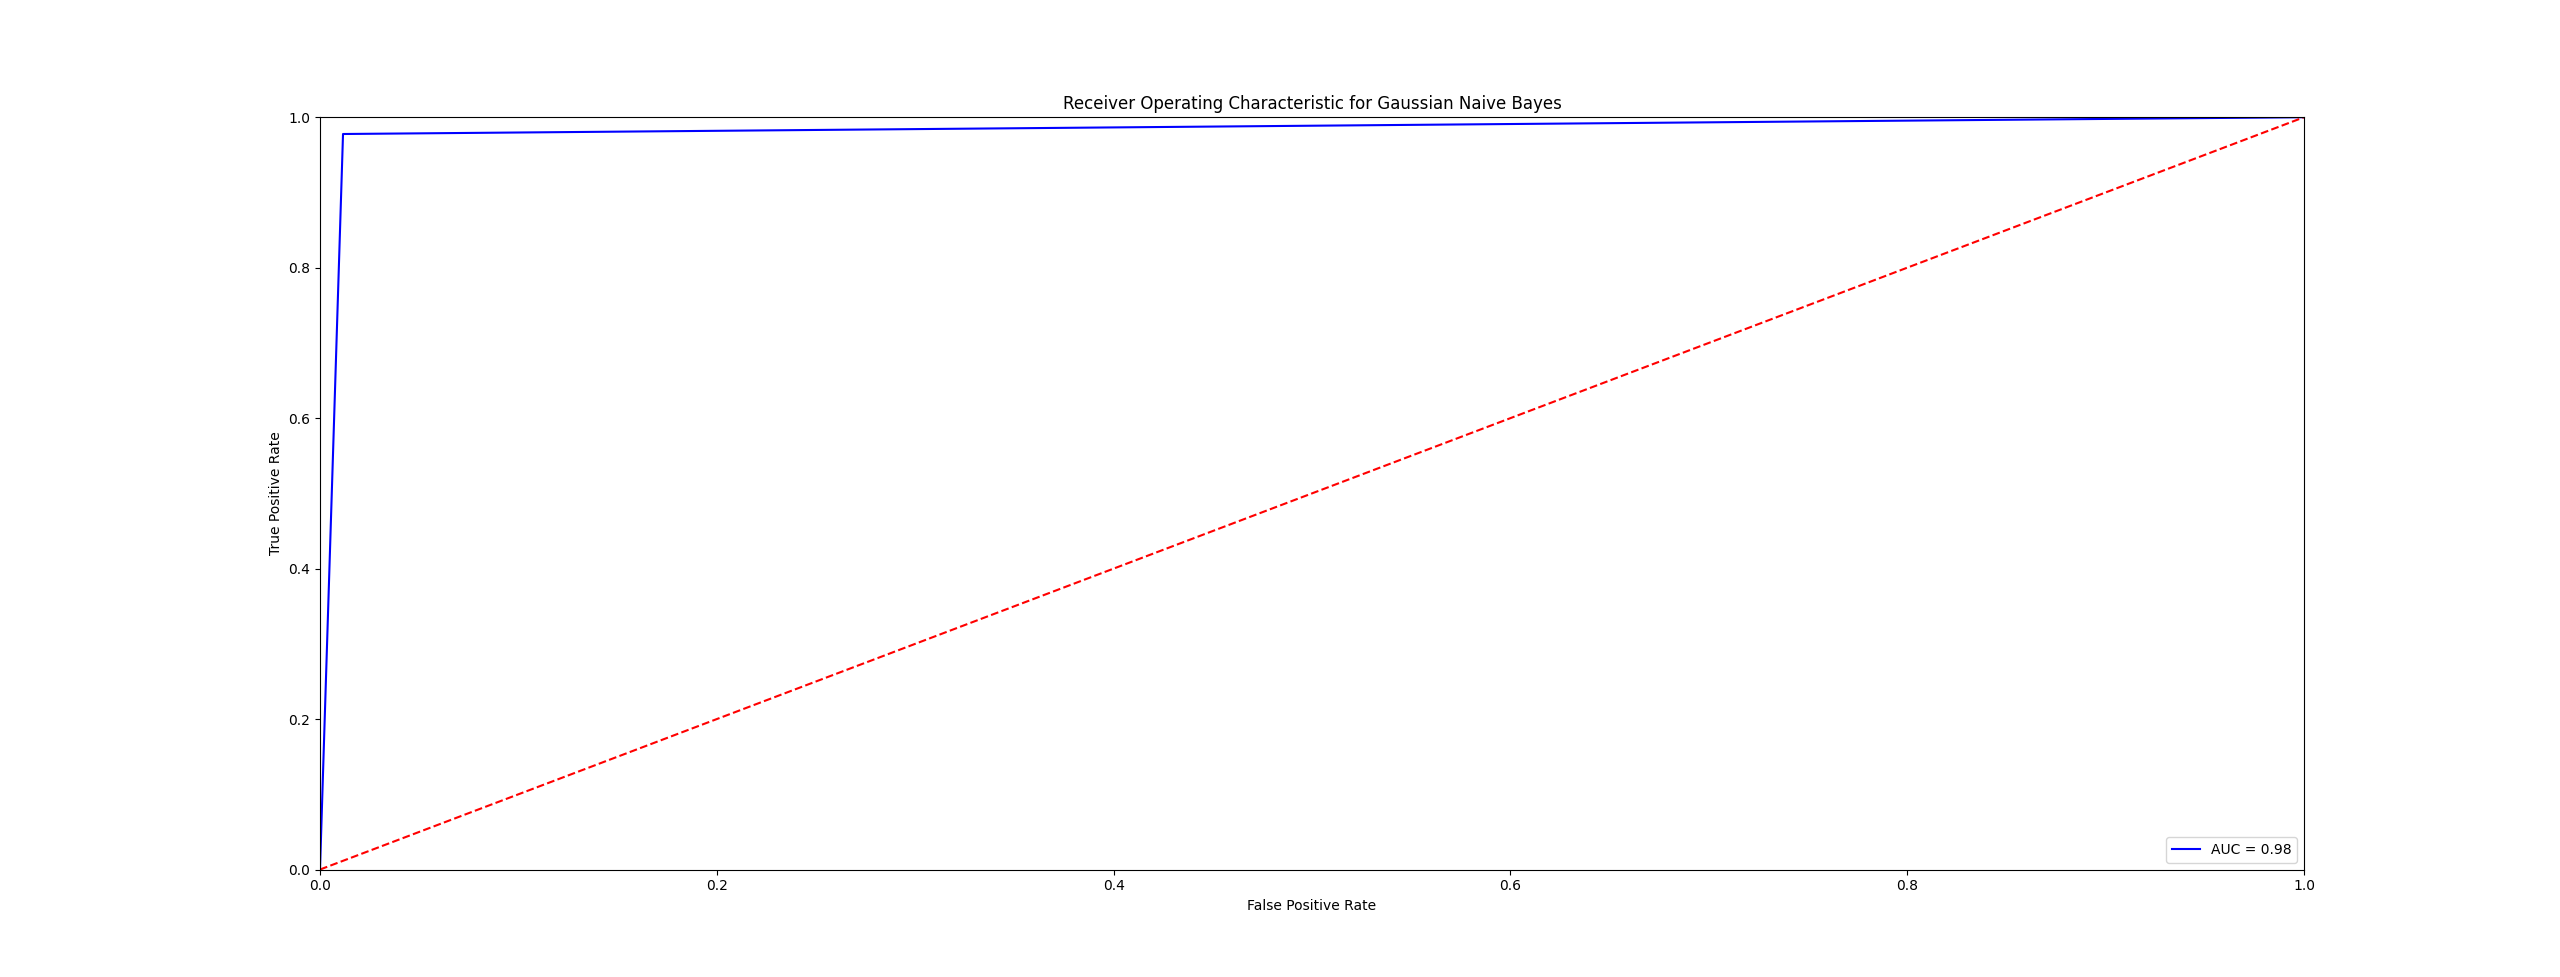 Receiver Operating Characteristic for Gaussian Naive Bayes
1.0
0.8
0.6
0.4
0.2
0.0
True Positive Rate
AUC = 0.98
0.0 0.2 0.4 0.6 0.8 1.0
False Positive Rate